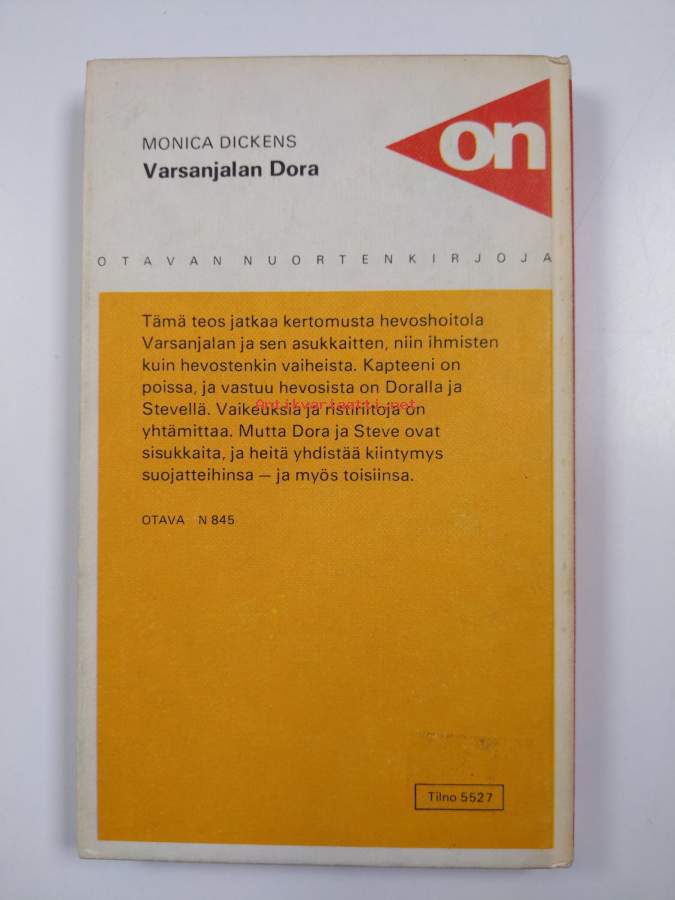 on
MONICA DICKENS
Varsanjalan Dora
OTAVAN NUORTENKIRJOJA
Tämä teos jatkaa kertomusta hevoshoitola
Varsanjalan ja sen asukkaitten, niin ihmisten
kuin hevostenkin vaiheista. Kapteeni on
poissa, ja vastuu hevosista on Doralla ja
Stevellä. Vaikeuksia ja ristiriitoja on
Antikvariaatti.net
yhtämittaa. Mutta Dora ja Steve ovat
sisukkaita, ja heitä yhdistää kiintymys
suojatteihinsa – ja myös toisiinsa.
OTAVA N 845
Tilno 5527